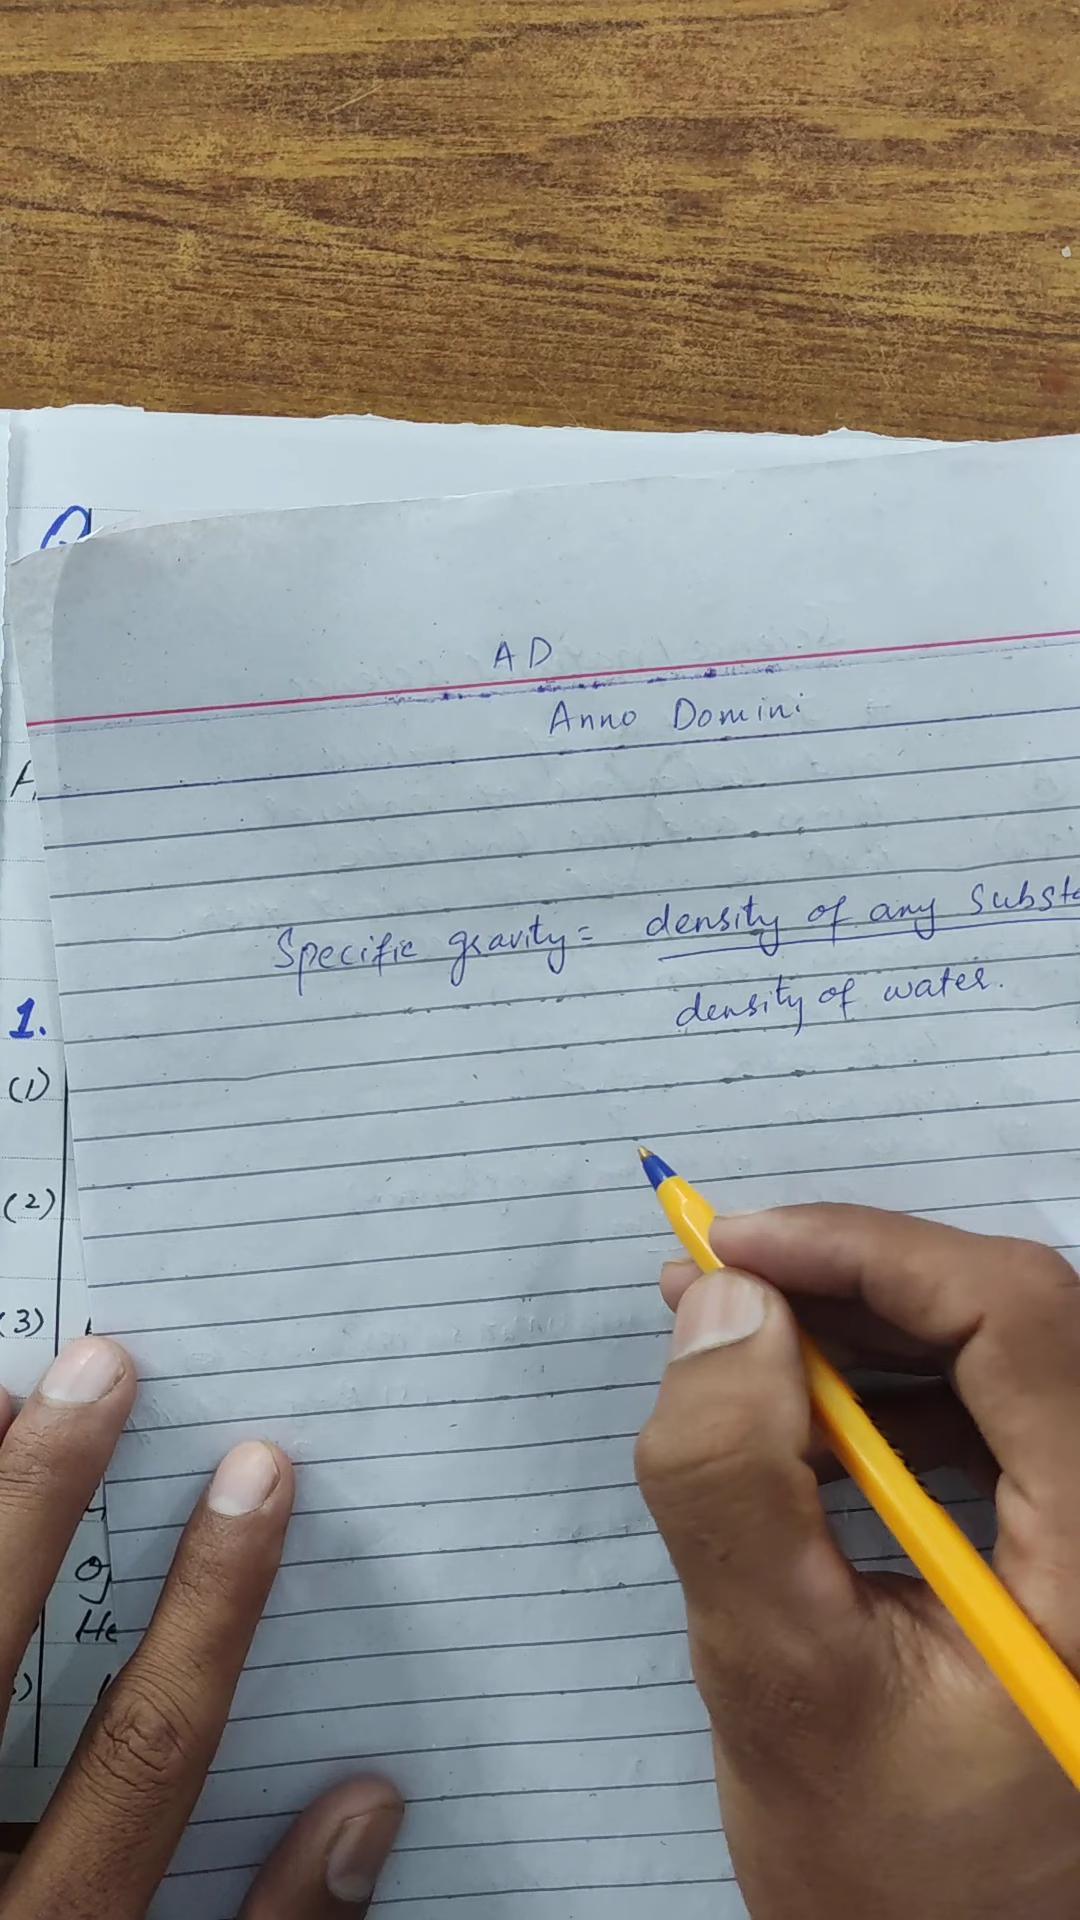 AD
Anno Domini
Specific gravity = density of any
density of water.
1.
(1)
(2)
(3)
He